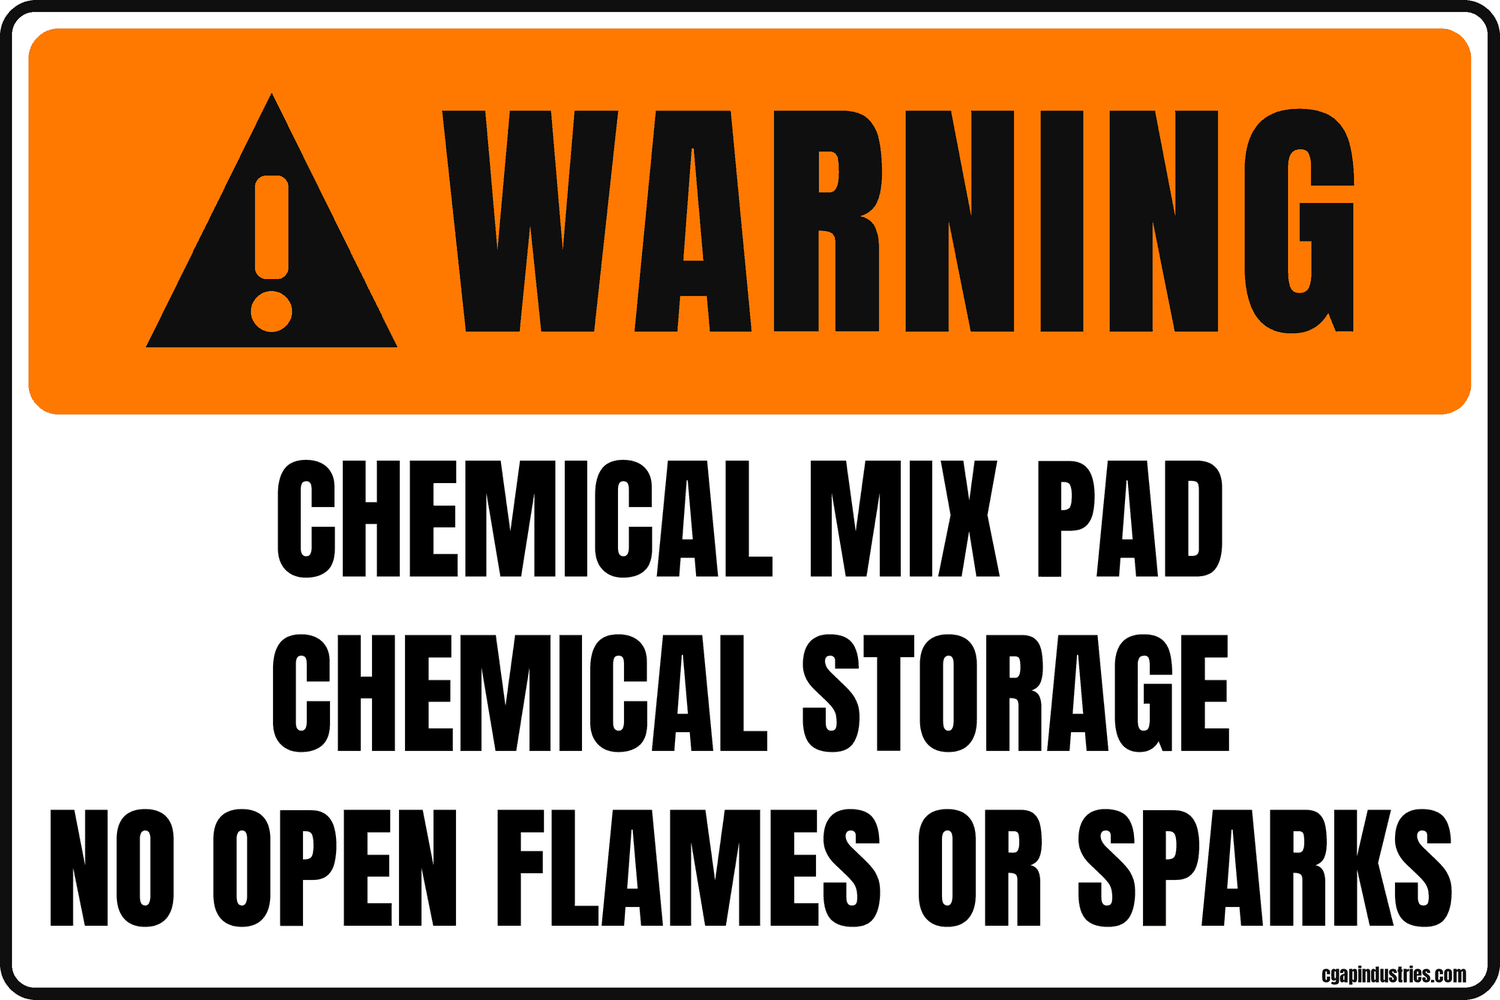 WARNING
CHEMICAL MIX PAD
CHEMICAL STORAGE
NO OPEN FLAMES OR SPARKS
cgapindustries.com